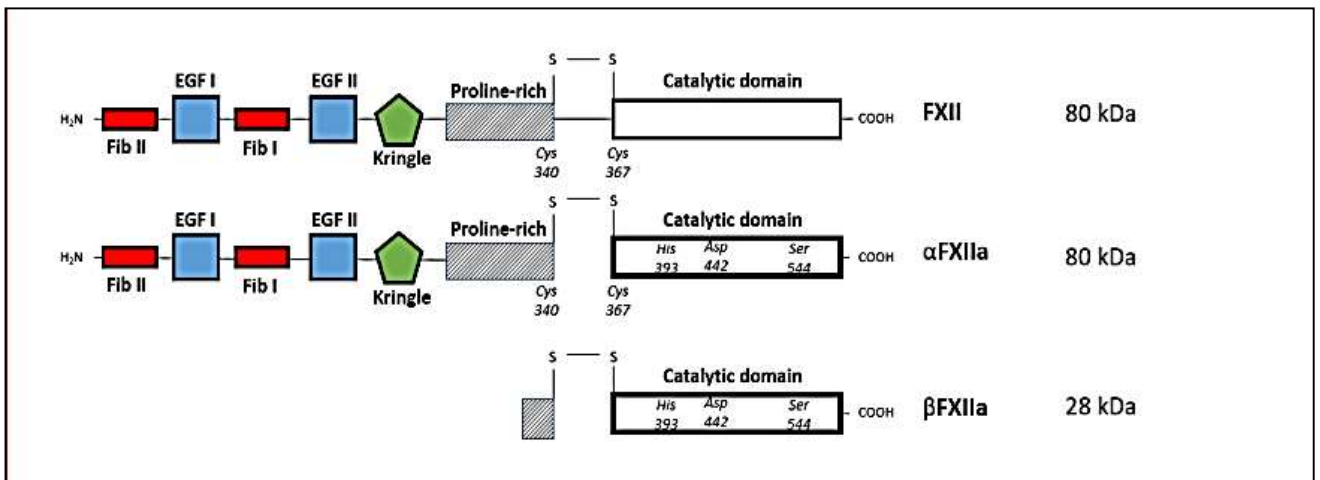 S — S
EGF I EGF II Proline-rich Catalytic domain
H₂N COOH FXII 80 kDa
Fib II Fib I Kringle
Cys Cys
340 367
S — S
EGF I EGF II Proline-rich Catalytic domain
His Asp Ser
H₂N 393 442 544 COOH αFXIIa 80 kDa
Fib II Fib I Kringle
Cys Cys
340 367
S — S
Catalytic domain
His Asp Ser
393 442 544 COOH βFXIIa 28 kDa